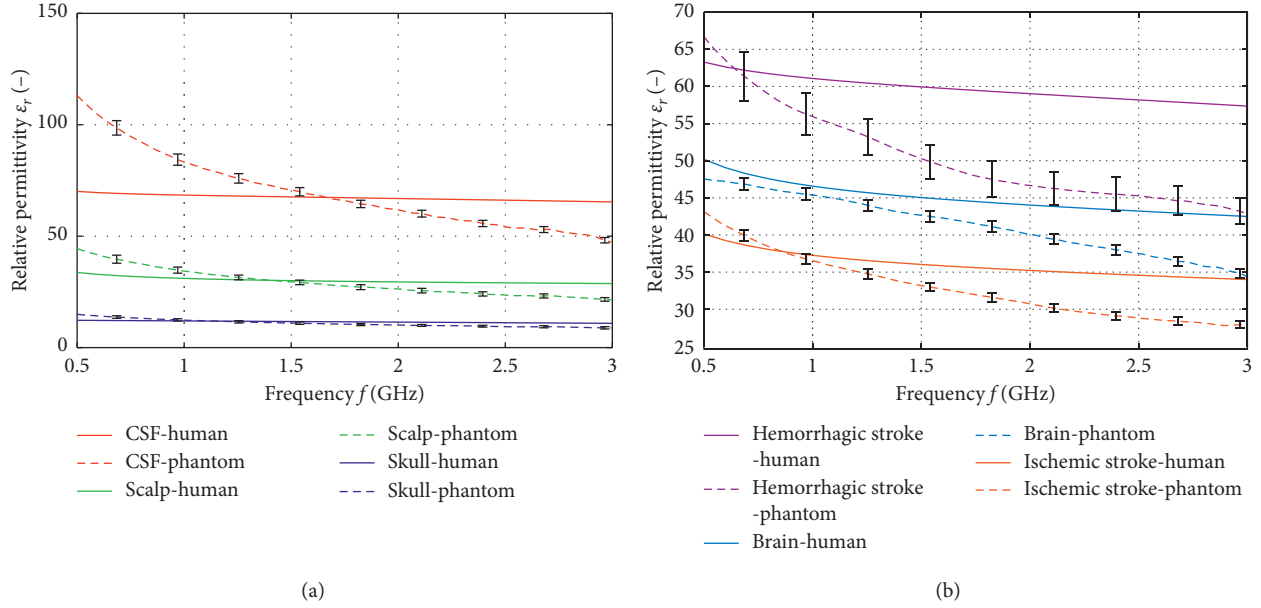 150
100
50
0
Relative permittivity εr (–)
0.5 1 1.5 2 2.5 3
Frequency f (GHz)
CSF-human
CSF-phantom
Scalp-human
Scalp-phantom
Skull-human
Skull-phantom
(a)
70
65
60
55
50
45
40
35
30
25
Relative permittivity εr (–)
0.5 1 1.5 2 2.5 3
Frequency f (GHz)
Hemorrhagic stroke
-human
Hemorrhagic stroke
-phantom
Brain-human
Brain-phantom
Ischemic stroke-human
Ischemic stroke-phantom
(b)